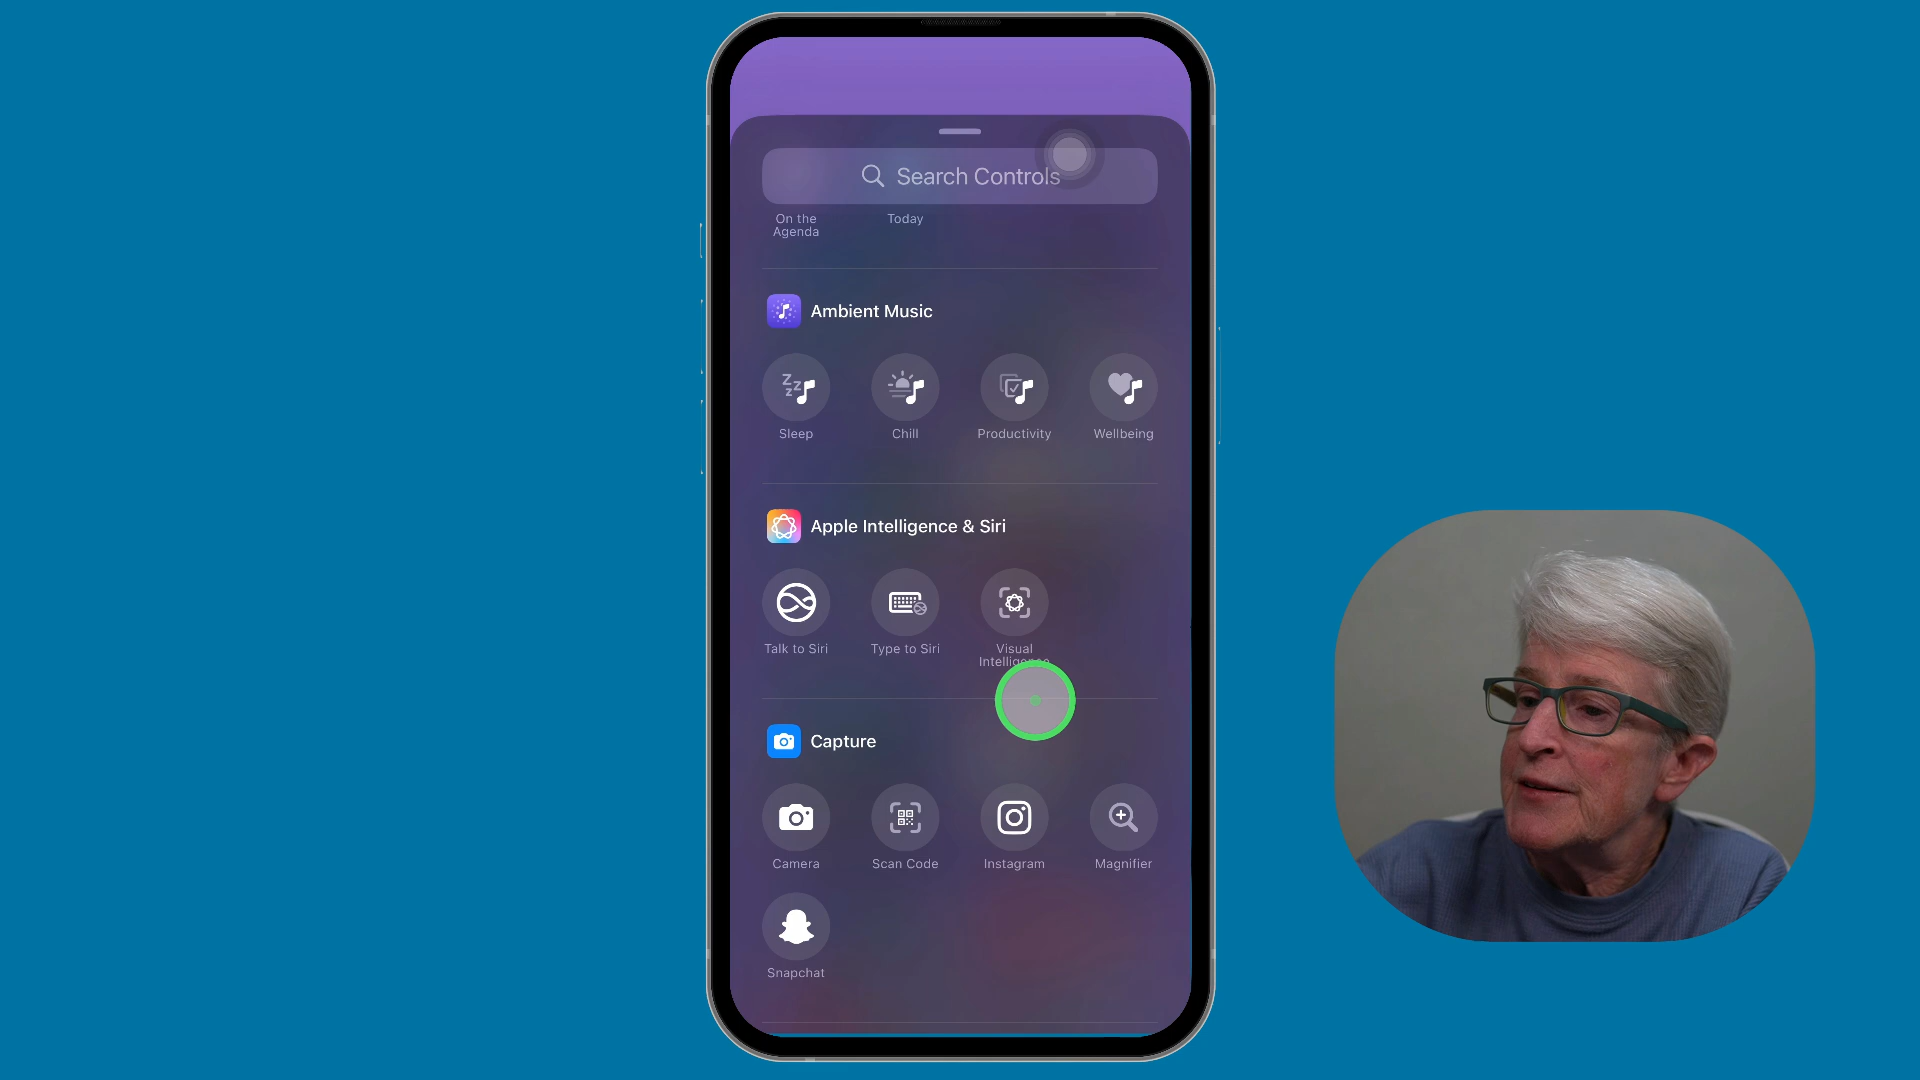 Search Controls
On the
Agenda
Today
Ambient Music
Sleep
Chill
Productivity
Wellbeing
Apple Intelligence & Siri
Talk to Siri
Type to Siri
Visual
Intelligence
Capture
Camera
Scan Code
Instagram
Magnifier
Snapchat